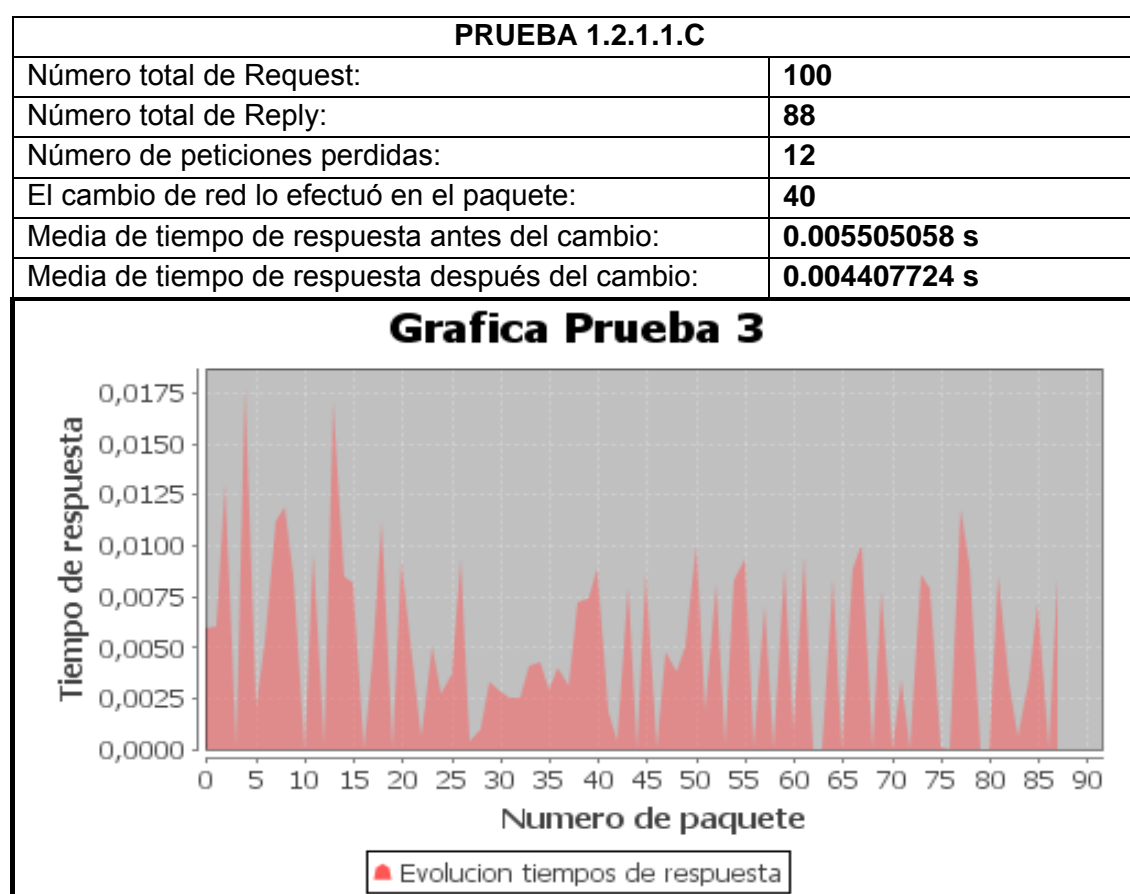 PRUEBA 1.2.1.1.C
Número total de Request: 100
Número total de Reply: 88
Número de peticiones perdidas: 12
El cambio de red lo efectuó en el paquete: 40
Media de tiempo de respuesta antes del cambio: 0.005505058 s
Media de tiempo de respuesta después del cambio: 0.004407724 s
Grafica Prueba 3
Tiempo de respuesta
0,0175
0,0150
0,0125
0,0100
0,0075
0,0050
0,0025
0,0000
0 5 10 15 20 25 30 35 40 45 50 55 60 65 70 75 80 85 90
Numero de paquete
Evolucion tiempos de respuesta